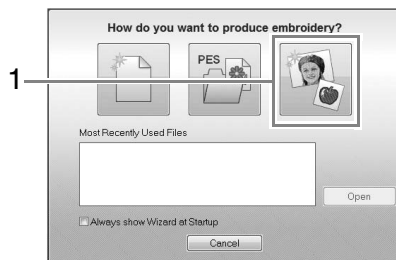 How do you want to produce embroidery?
PES
1
Most Recently Used Files
Open
Always show Wizard at Startup
Cancel